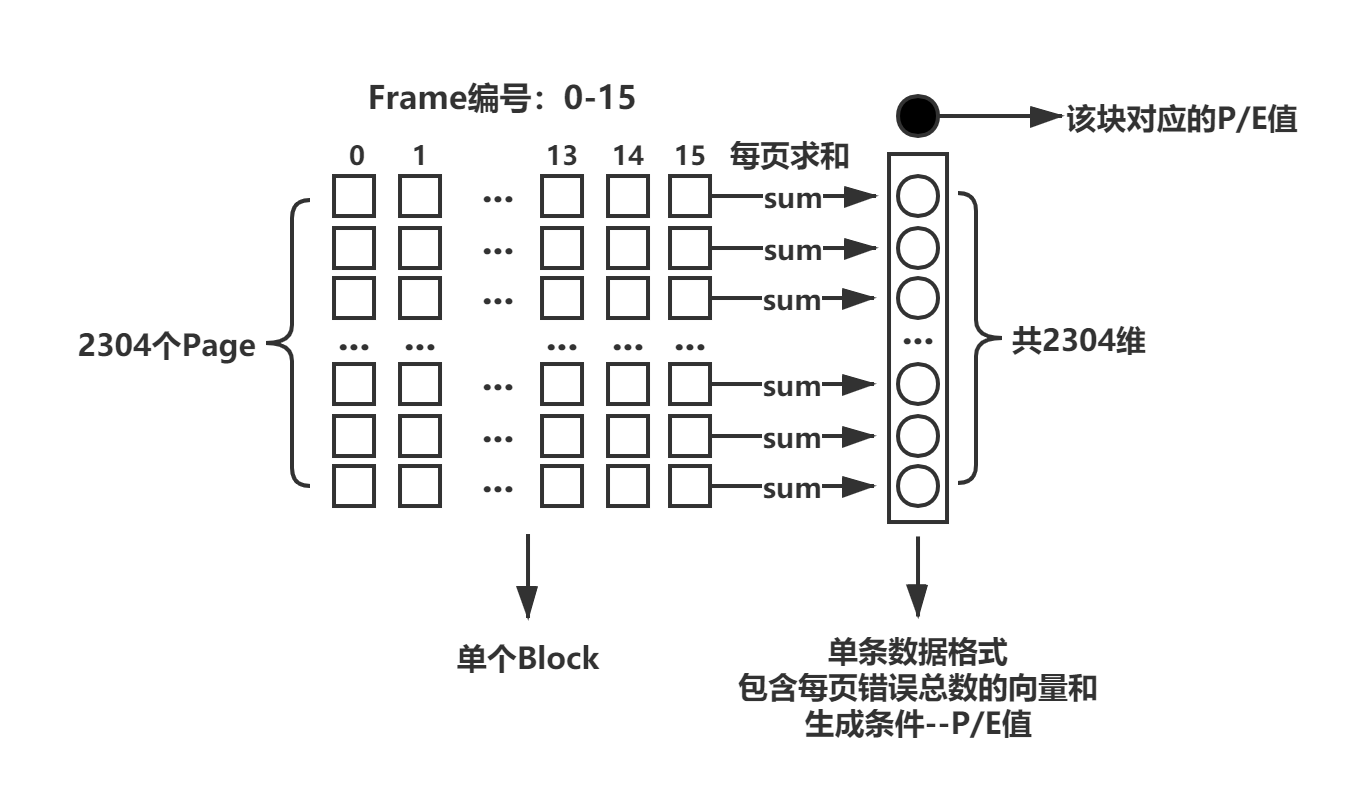 Frame编号：0-15
该块对应的P/E值
0 1 13 14 15 每页求和
... sum
... sum
... sum
2304个Page ... ... ... ... ... ... 共2304维
... sum
... sum
... sum
单个Block
单条数据格式
包含每页错误总数的向量和
生成条件--P/E值